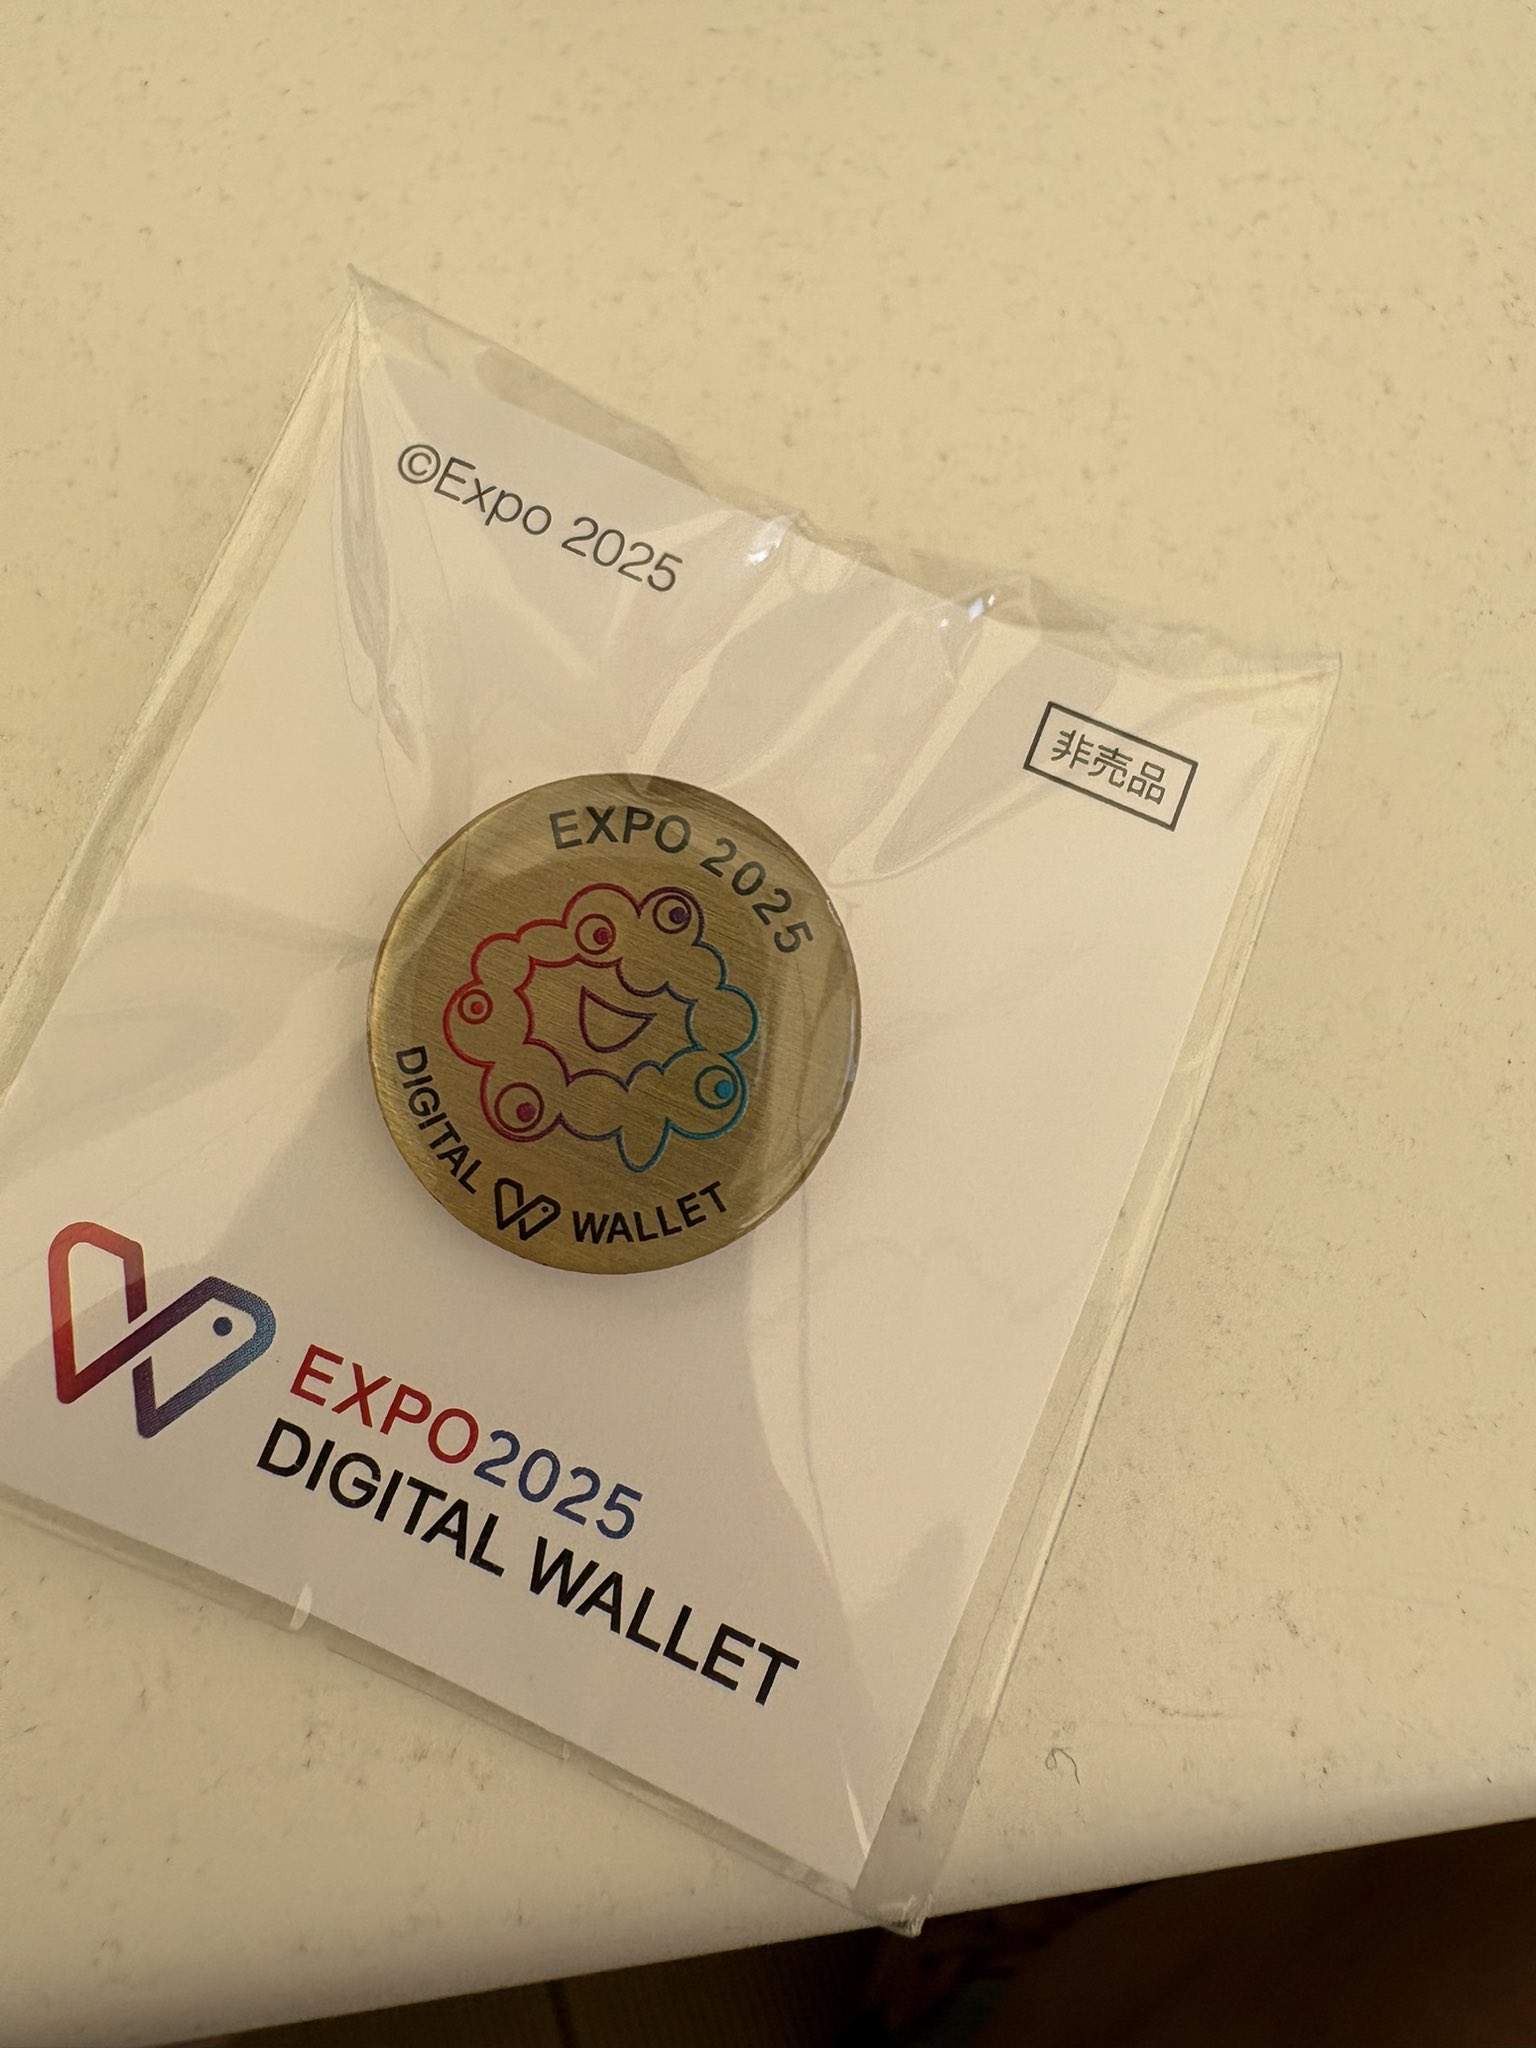 ©Expo 2025
非売品
EXPO 2025
DIGITAL WALLET
EXPO2025
DIGITAL WALLET